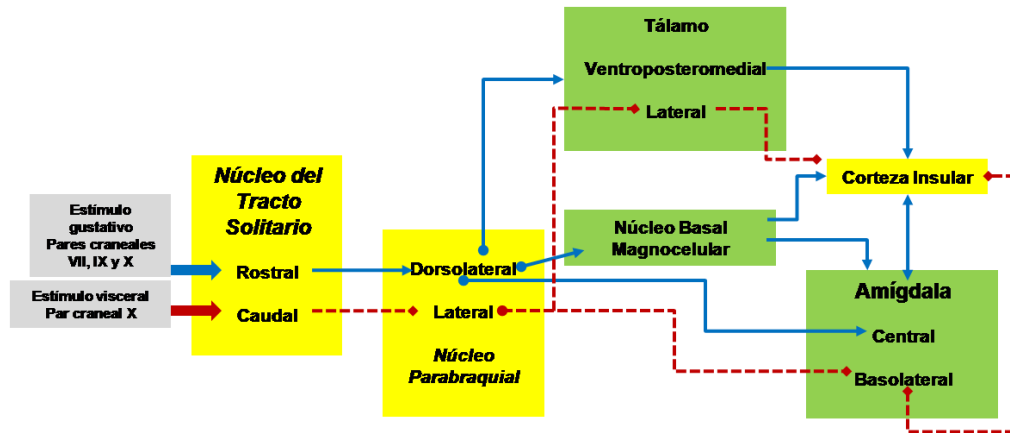 Tálamo
Ventroposteromedial
Lateral
Núcleo del
Tracto
Solitario
Rostral
Caudal
Estímulo
gustativo
Pares craneales
VII, IX y X
Estímulo visceral
Par craneal X
Dorsolateral
Lateral
Núcleo
Parabraquial
Núcleo Basal
Magnocelular
Corteza Insular
Amígdala
Central
Basolateral